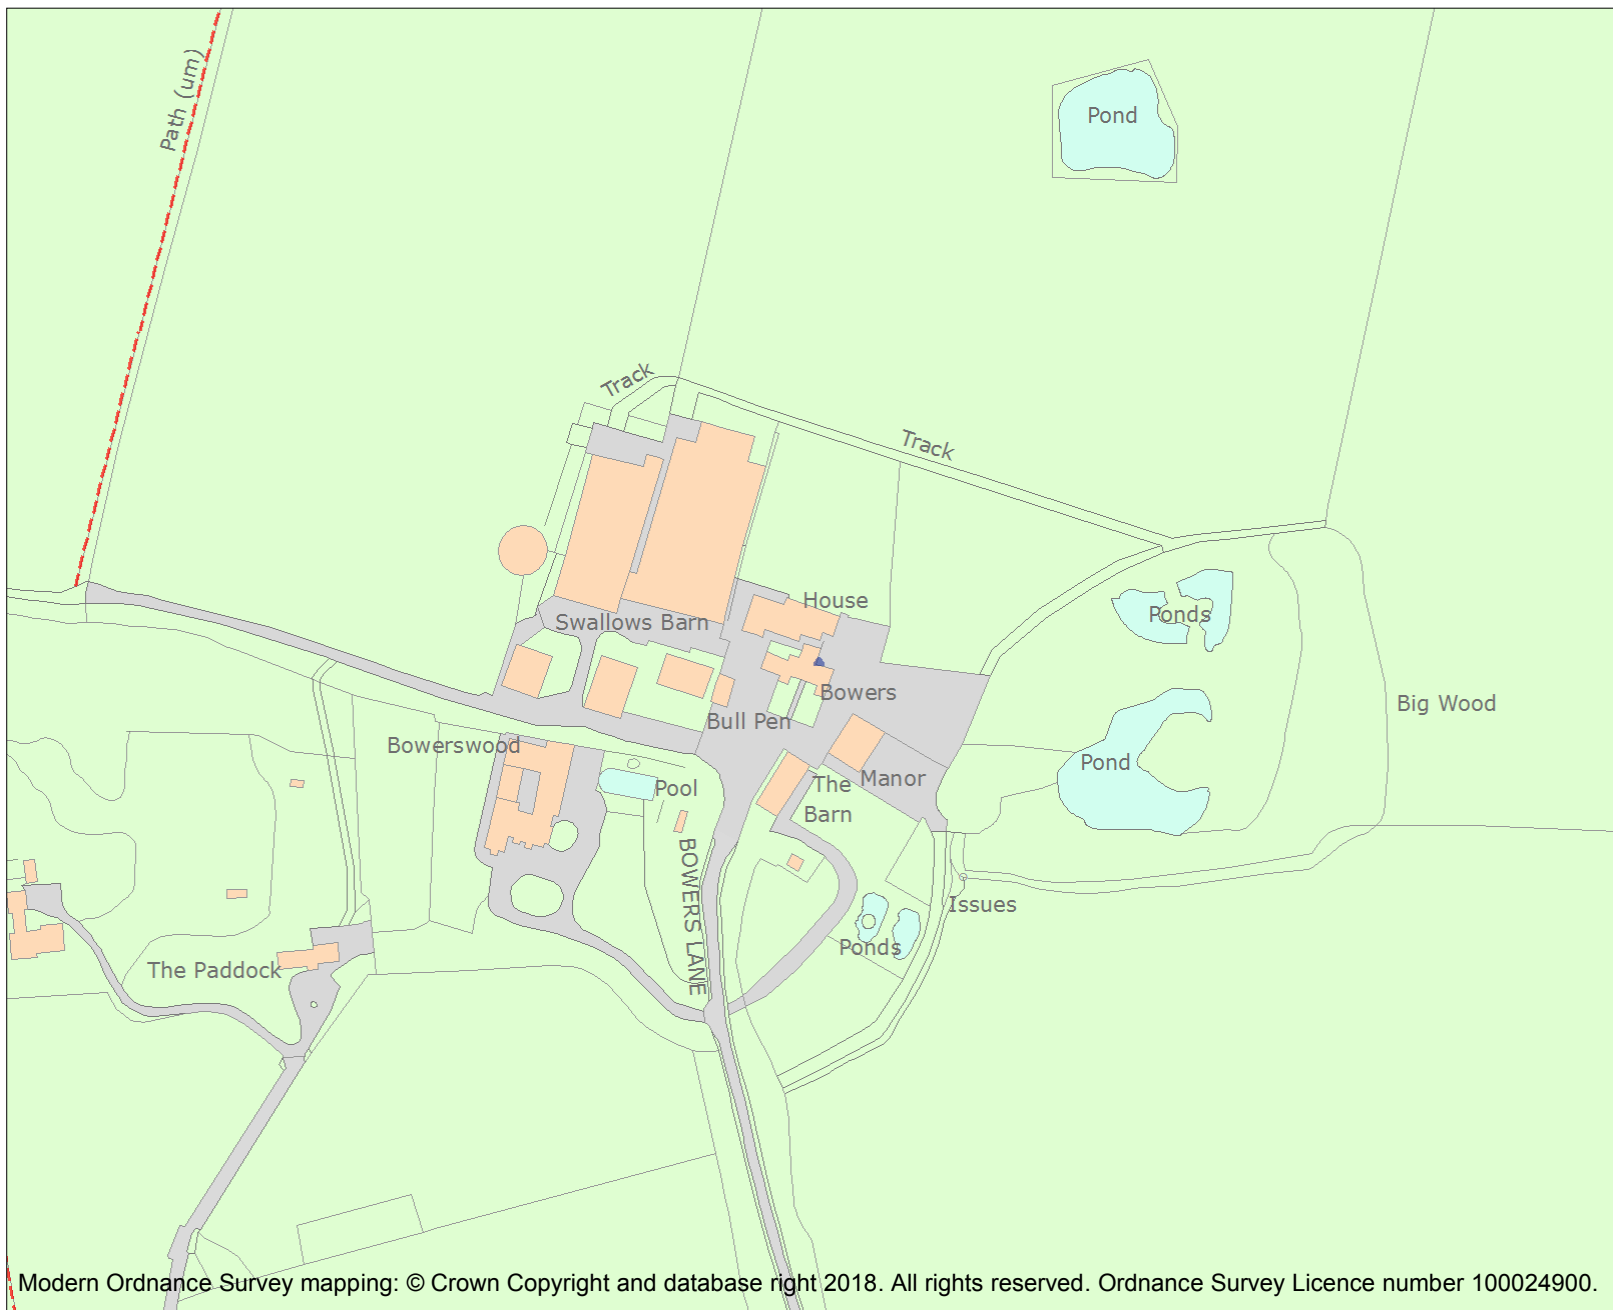 Path (um)
Pond
Track
Track
House
Swallows Barn
Ponds
Bowers
Big Wood
Bull Pen
Bowerswood
Pond
Manor
Pool
The
Barn
BOWERS LANE
Issues
Ponds
The Paddock
Modern Ordnance Survey mapping: © Crown Copyright and database right 2018. All rights reserved. Ordnance Survey Licence number 100024900.